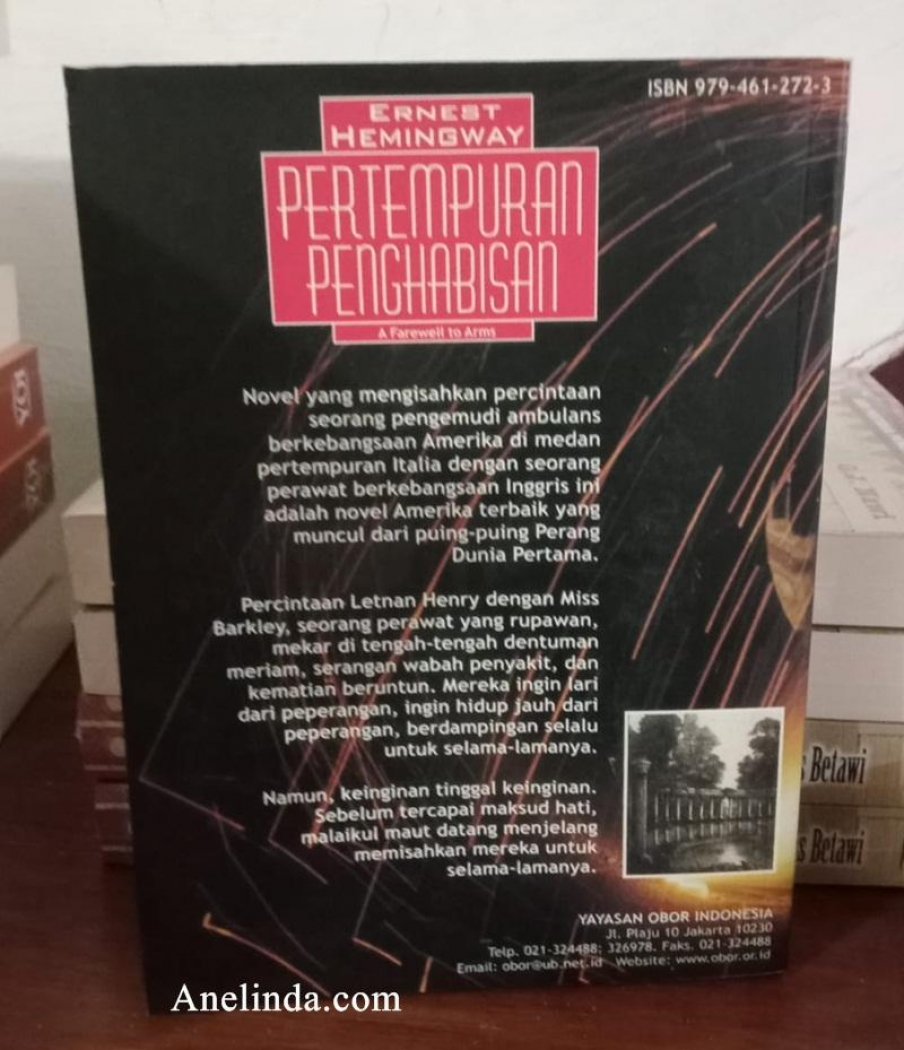 ISBN 979-461-272-3
ERNEST
HEMINGWAY
PERTEMPURAN
PENGHABISAN
A Farewell to Arms
Novel yang mengisahkan percintaan
seorang pengemudi ambulans
berkebangsaan Amerika di medan
pertempuran Italia dengan seorang
perawat berkebangsaan Inggris ini
adalah novel Amerika terbaik yang
muncul dari puing-puing Perang
Dunia Pertama.
Percintaan Letnan Henry dengan Miss
Barkley, seorang perawat yang rupawan,
mekar di tengah-tengah dentuman
meriam, serangan wabah penyakit, dan
kematian beruntun. Mereka ingin lari
dari peperangan, ingin hidup jauh dari
peperangan, berdampingan selalu
untuk selama-lamanya.
Namun, keinginan tinggal keinginan.
Sebelum tercapai maksud hati,
malaikul maut datang menjelang
memisahkan mereka untuk
selama-lamanya.
YAYASAN OBOR INDONESIA
Jl. Plaju 10 Jakarta 10230
Telp. 021-324488; 326978. Faks. 021-324488
Email: obor@ub.net.id Website: www.obor.or.id
Betawi
s Betawi
Anelinda.com